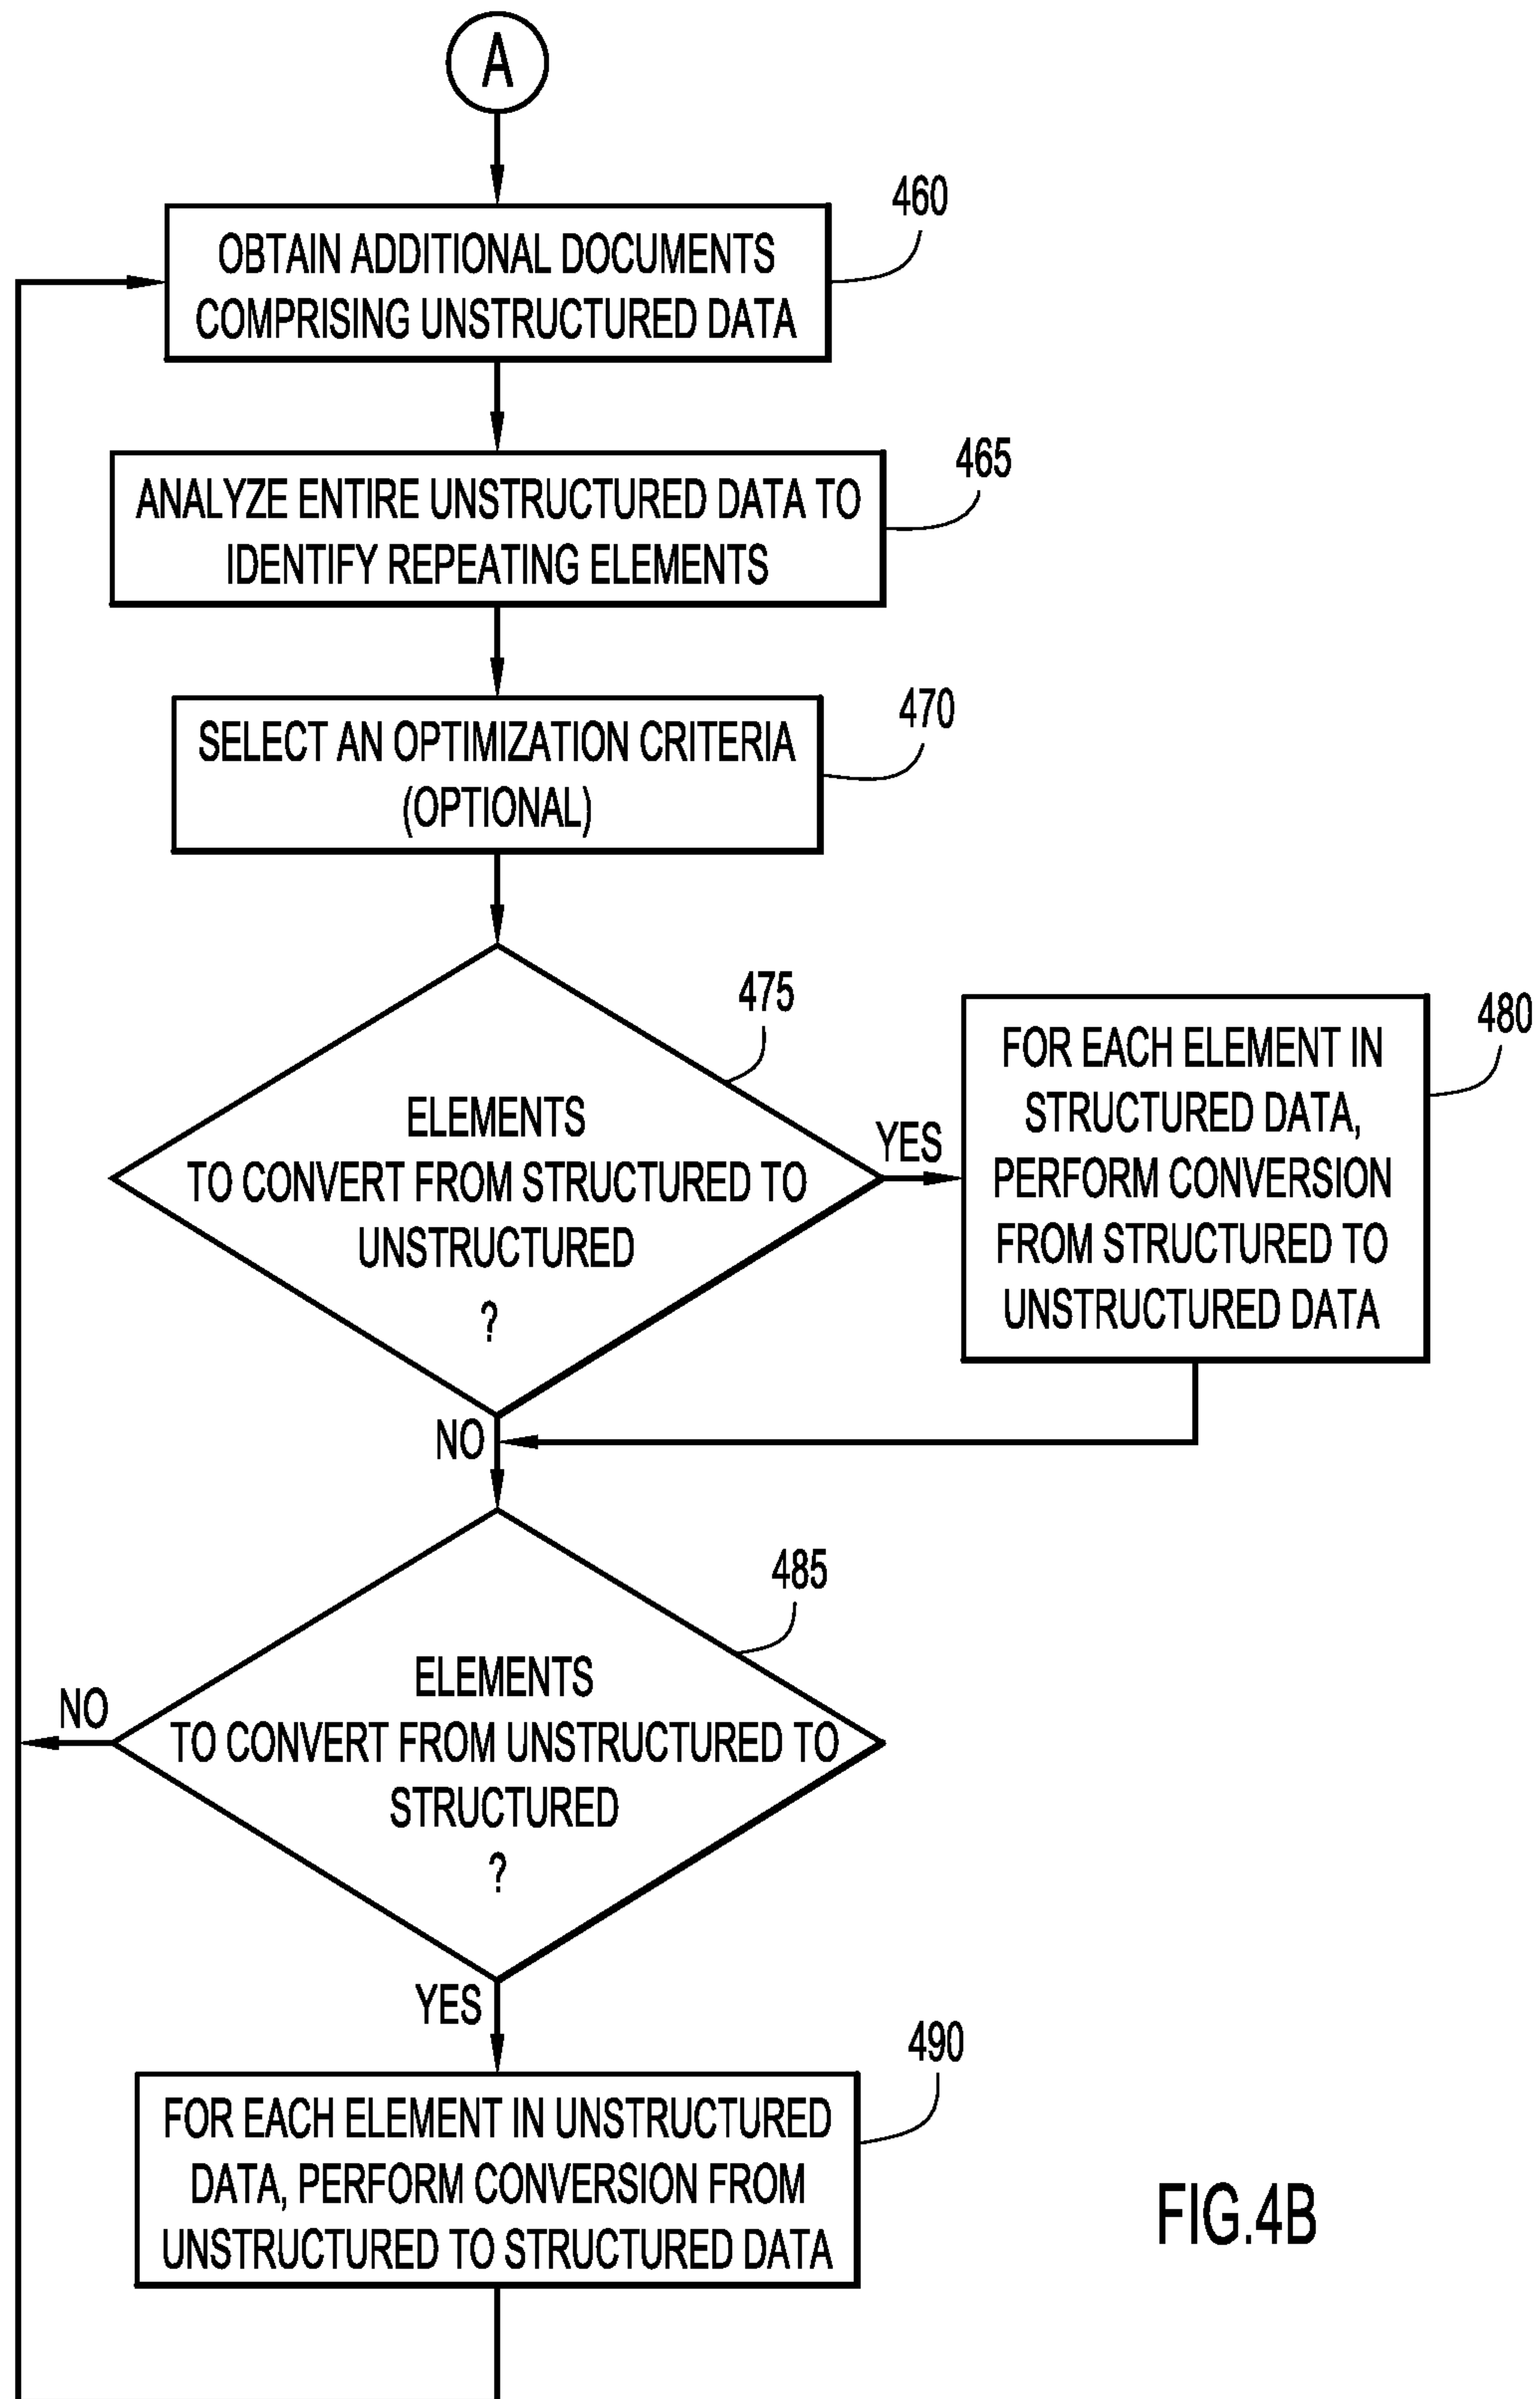 A
460
OBTAIN ADDITIONAL DOCUMENTS
COMPRISING UNSTRUCTURED DATA
465
ANALYZE ENTIRE UNSTRUCTURED DATA TO
IDENTIFY REPEATING ELEMENTS
470
SELECT AN OPTIMIZATION CRITERIA
(OPTIONAL)
475
ELEMENTS
TO CONVERT FROM STRUCTURED TO
UNSTRUCTURED
?
YES
480
FOR EACH ELEMENT IN
STRUCTURED DATA,
PERFORM CONVERSION
FROM STRUCTURED TO
UNSTRUCTURED DATA
NO
485
ELEMENTS
TO CONVERT FROM UNSTRUCTURED TO
STRUCTURED
?
NO
YES
490
FOR EACH ELEMENT IN UNSTRUCTURED
DATA, PERFORM CONVERSION FROM
UNSTRUCTURED TO STRUCTURED DATA
FIG.4B